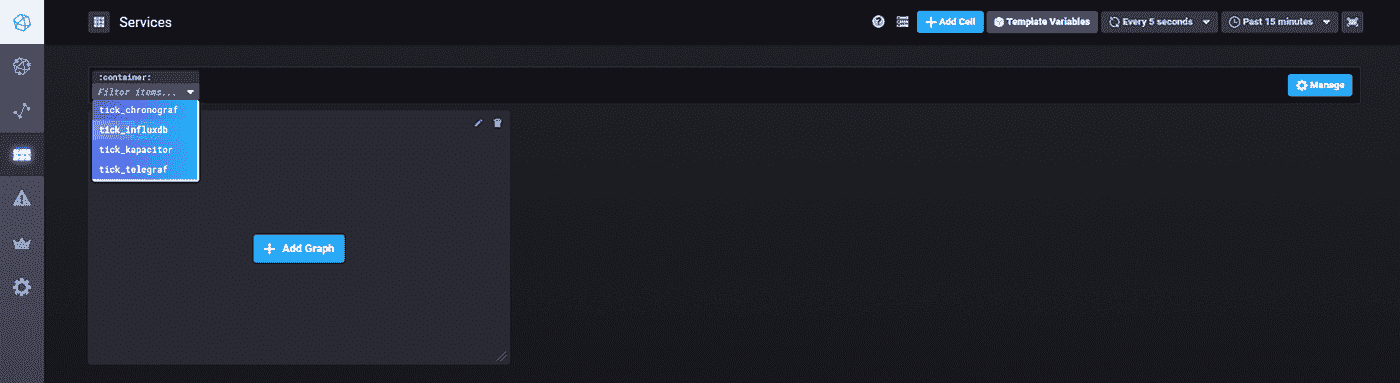 Services
Add Cell
Template Variables
Every 5 seconds
Past 15 minutes
:container:
Filter items...
Manage
tick_chronograf
tick_influxdb
tick_kapacitor
tick_telegraf
Add Graph